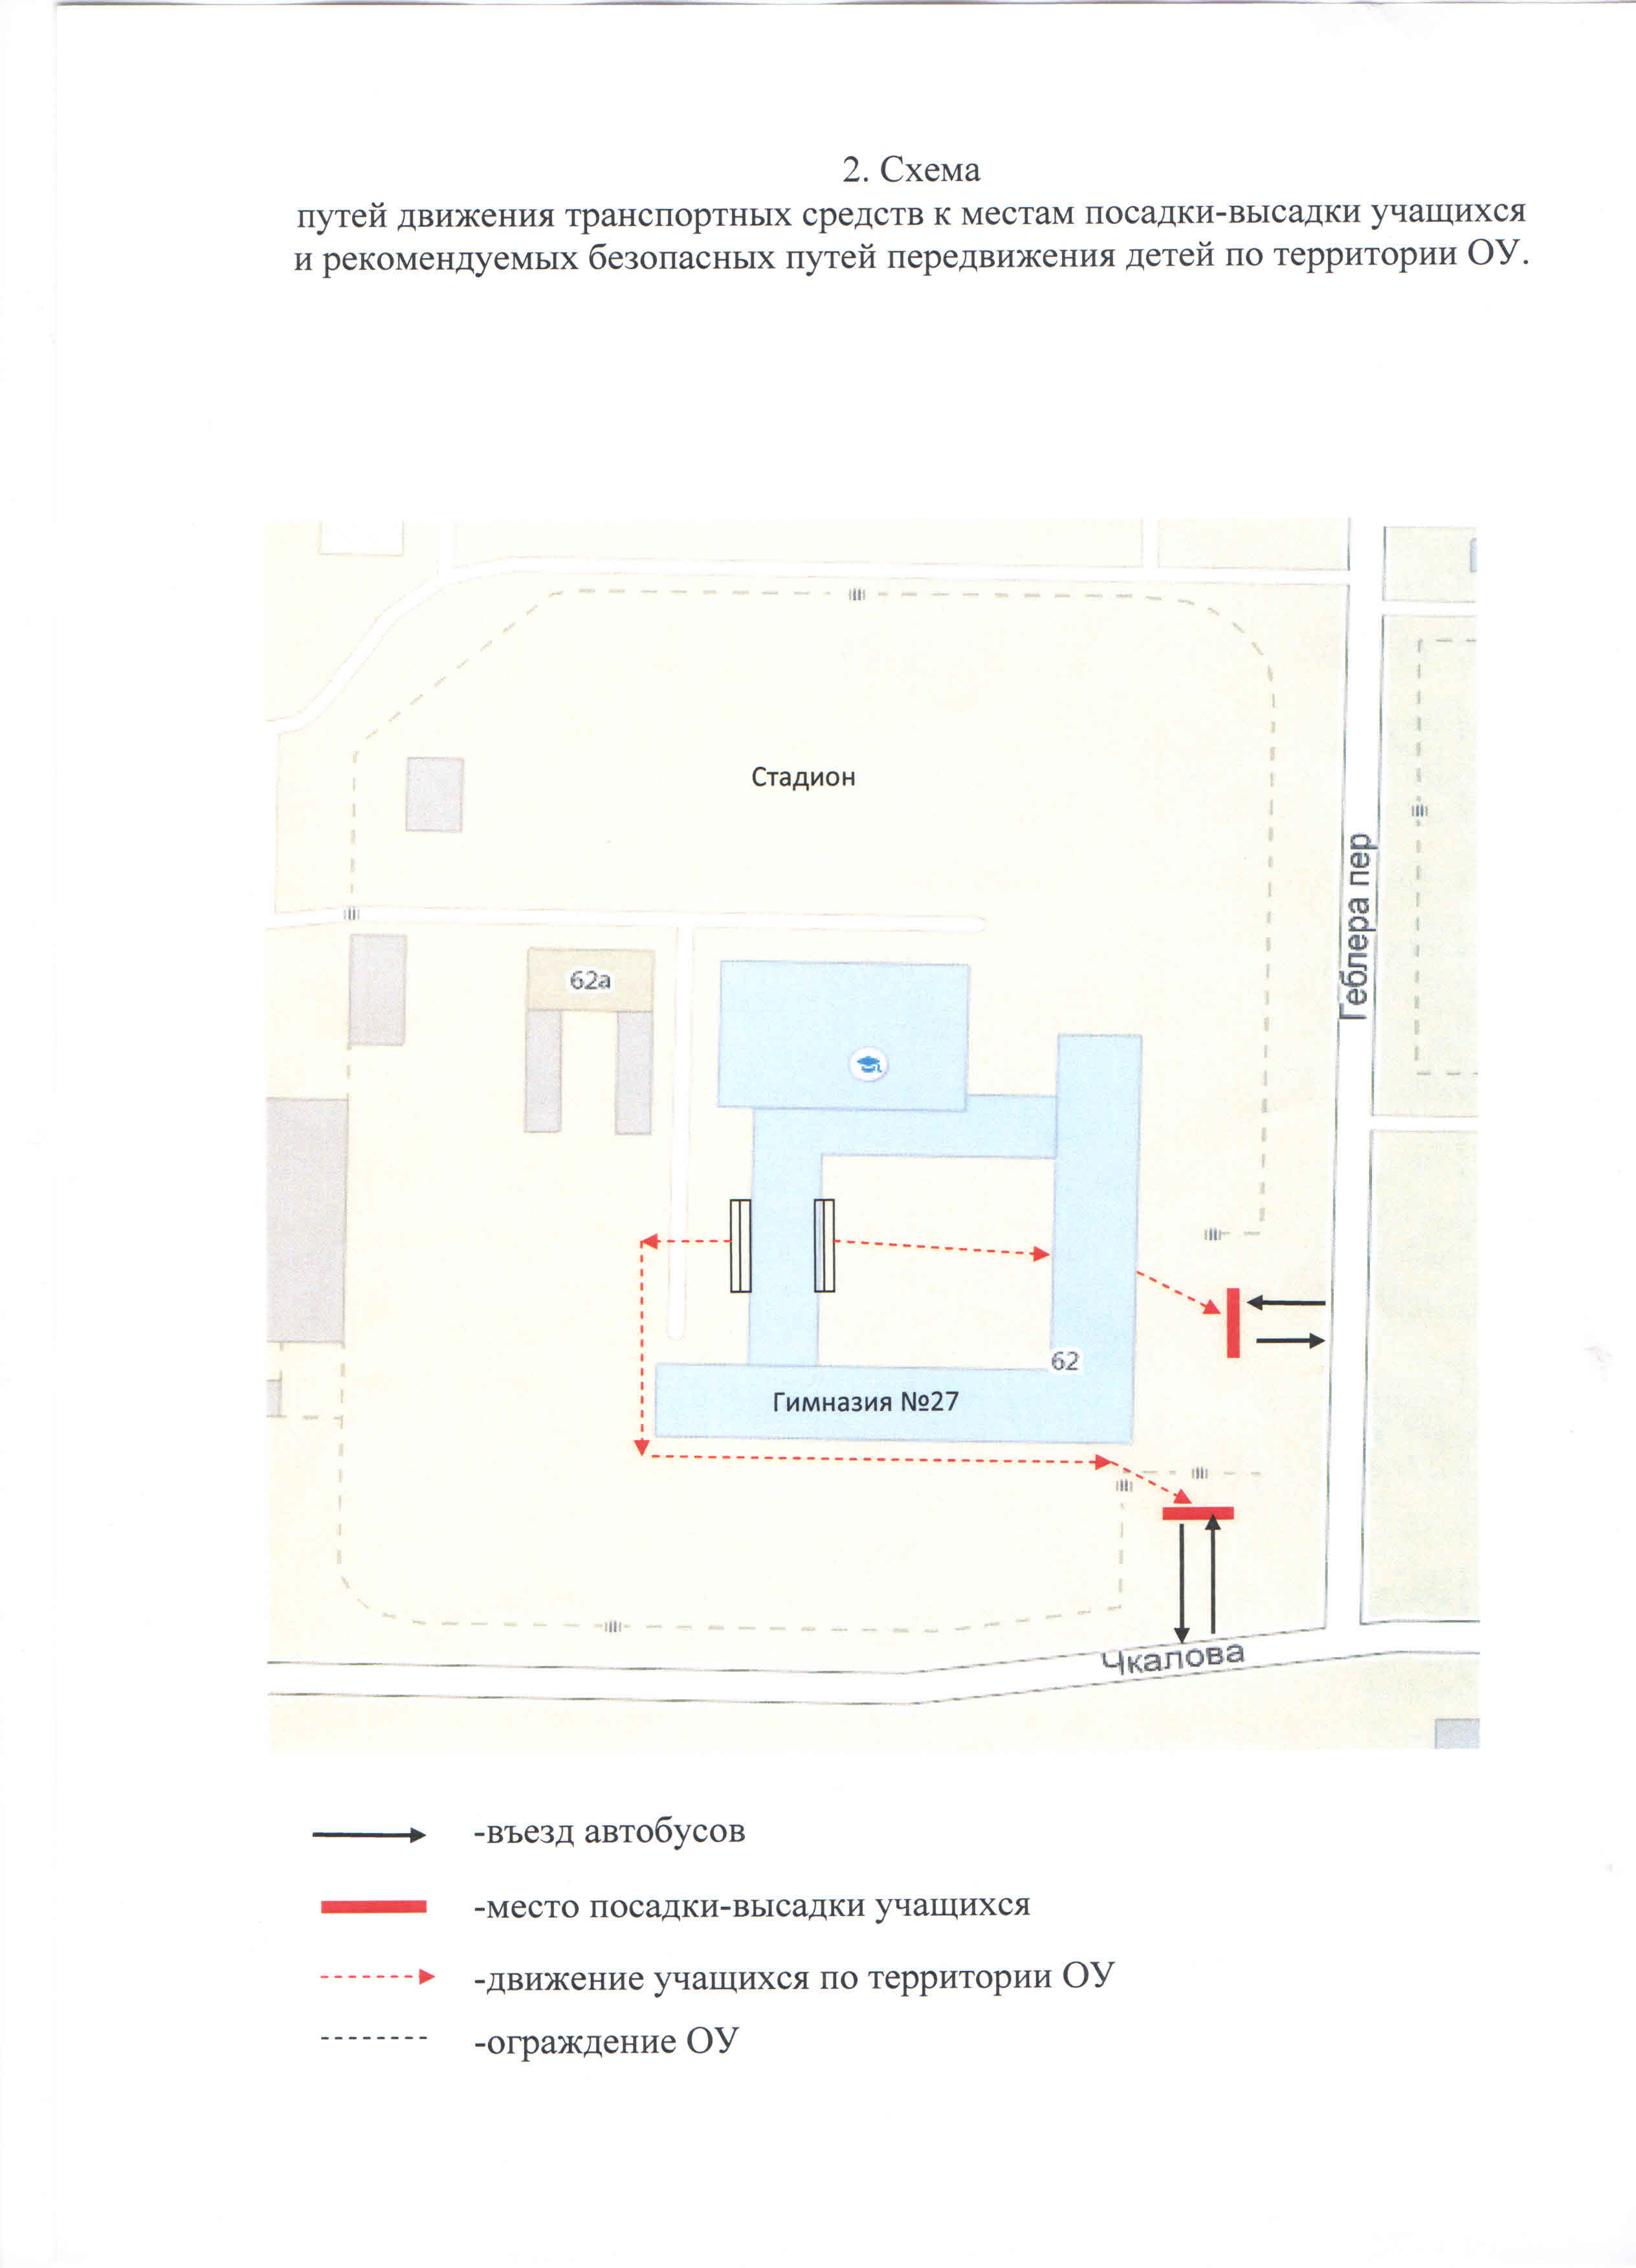 2. Схема
путей движения транспортных средств к местам посадки-высадки учащихся
и рекомендуемых безопасных путей передвижения детей по территории ОУ.
Стадион
Геблера пер
62а
62
Гимназия №27
Чкалова
-въезд автобусов
-место посадки-высадки учащихся
-движение учащихся по территории ОУ
-ограждение ОУ